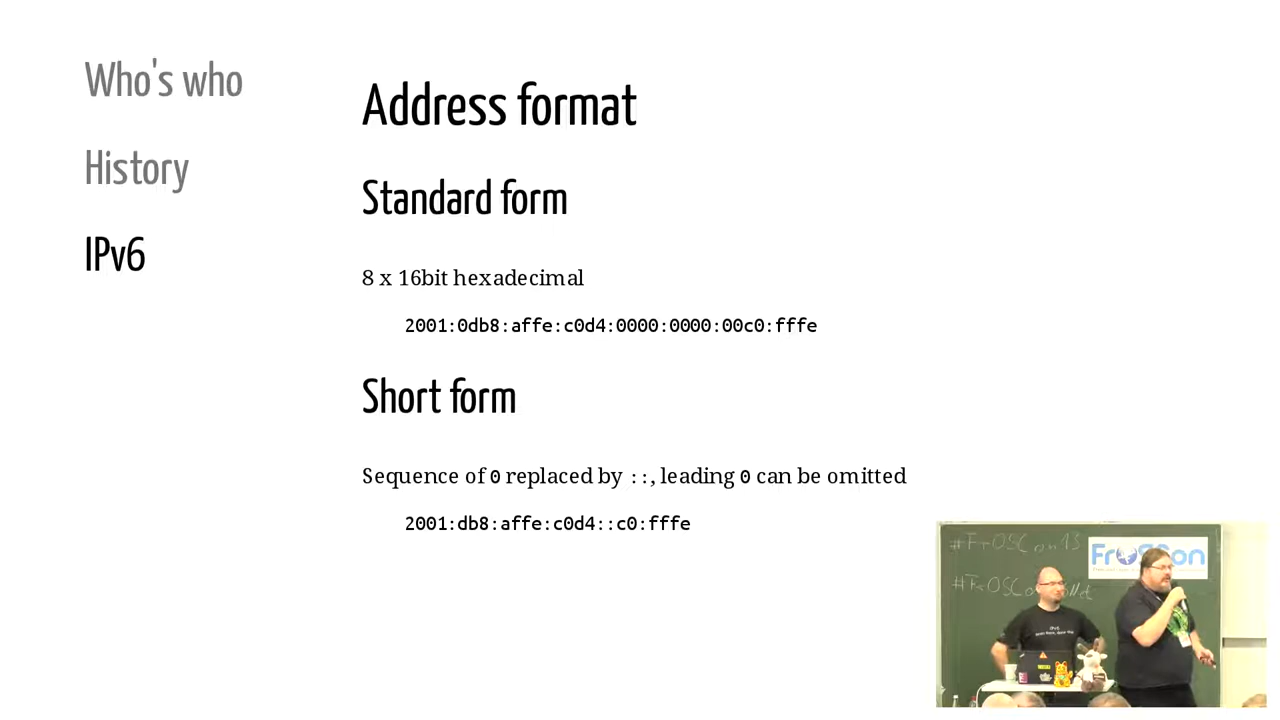 Who's who
History
IPv6
Address format
Standard form
8 x 16bit hexadecimal
2001:0db8:affe:c0d4:0000:0000:00c0:fffe
Short form
Sequence of 0 replaced by ::, leading 0 can be omitted
2001:db8:affe:c0d4::c0:fffe
#FrOSCon13
FrOSCon